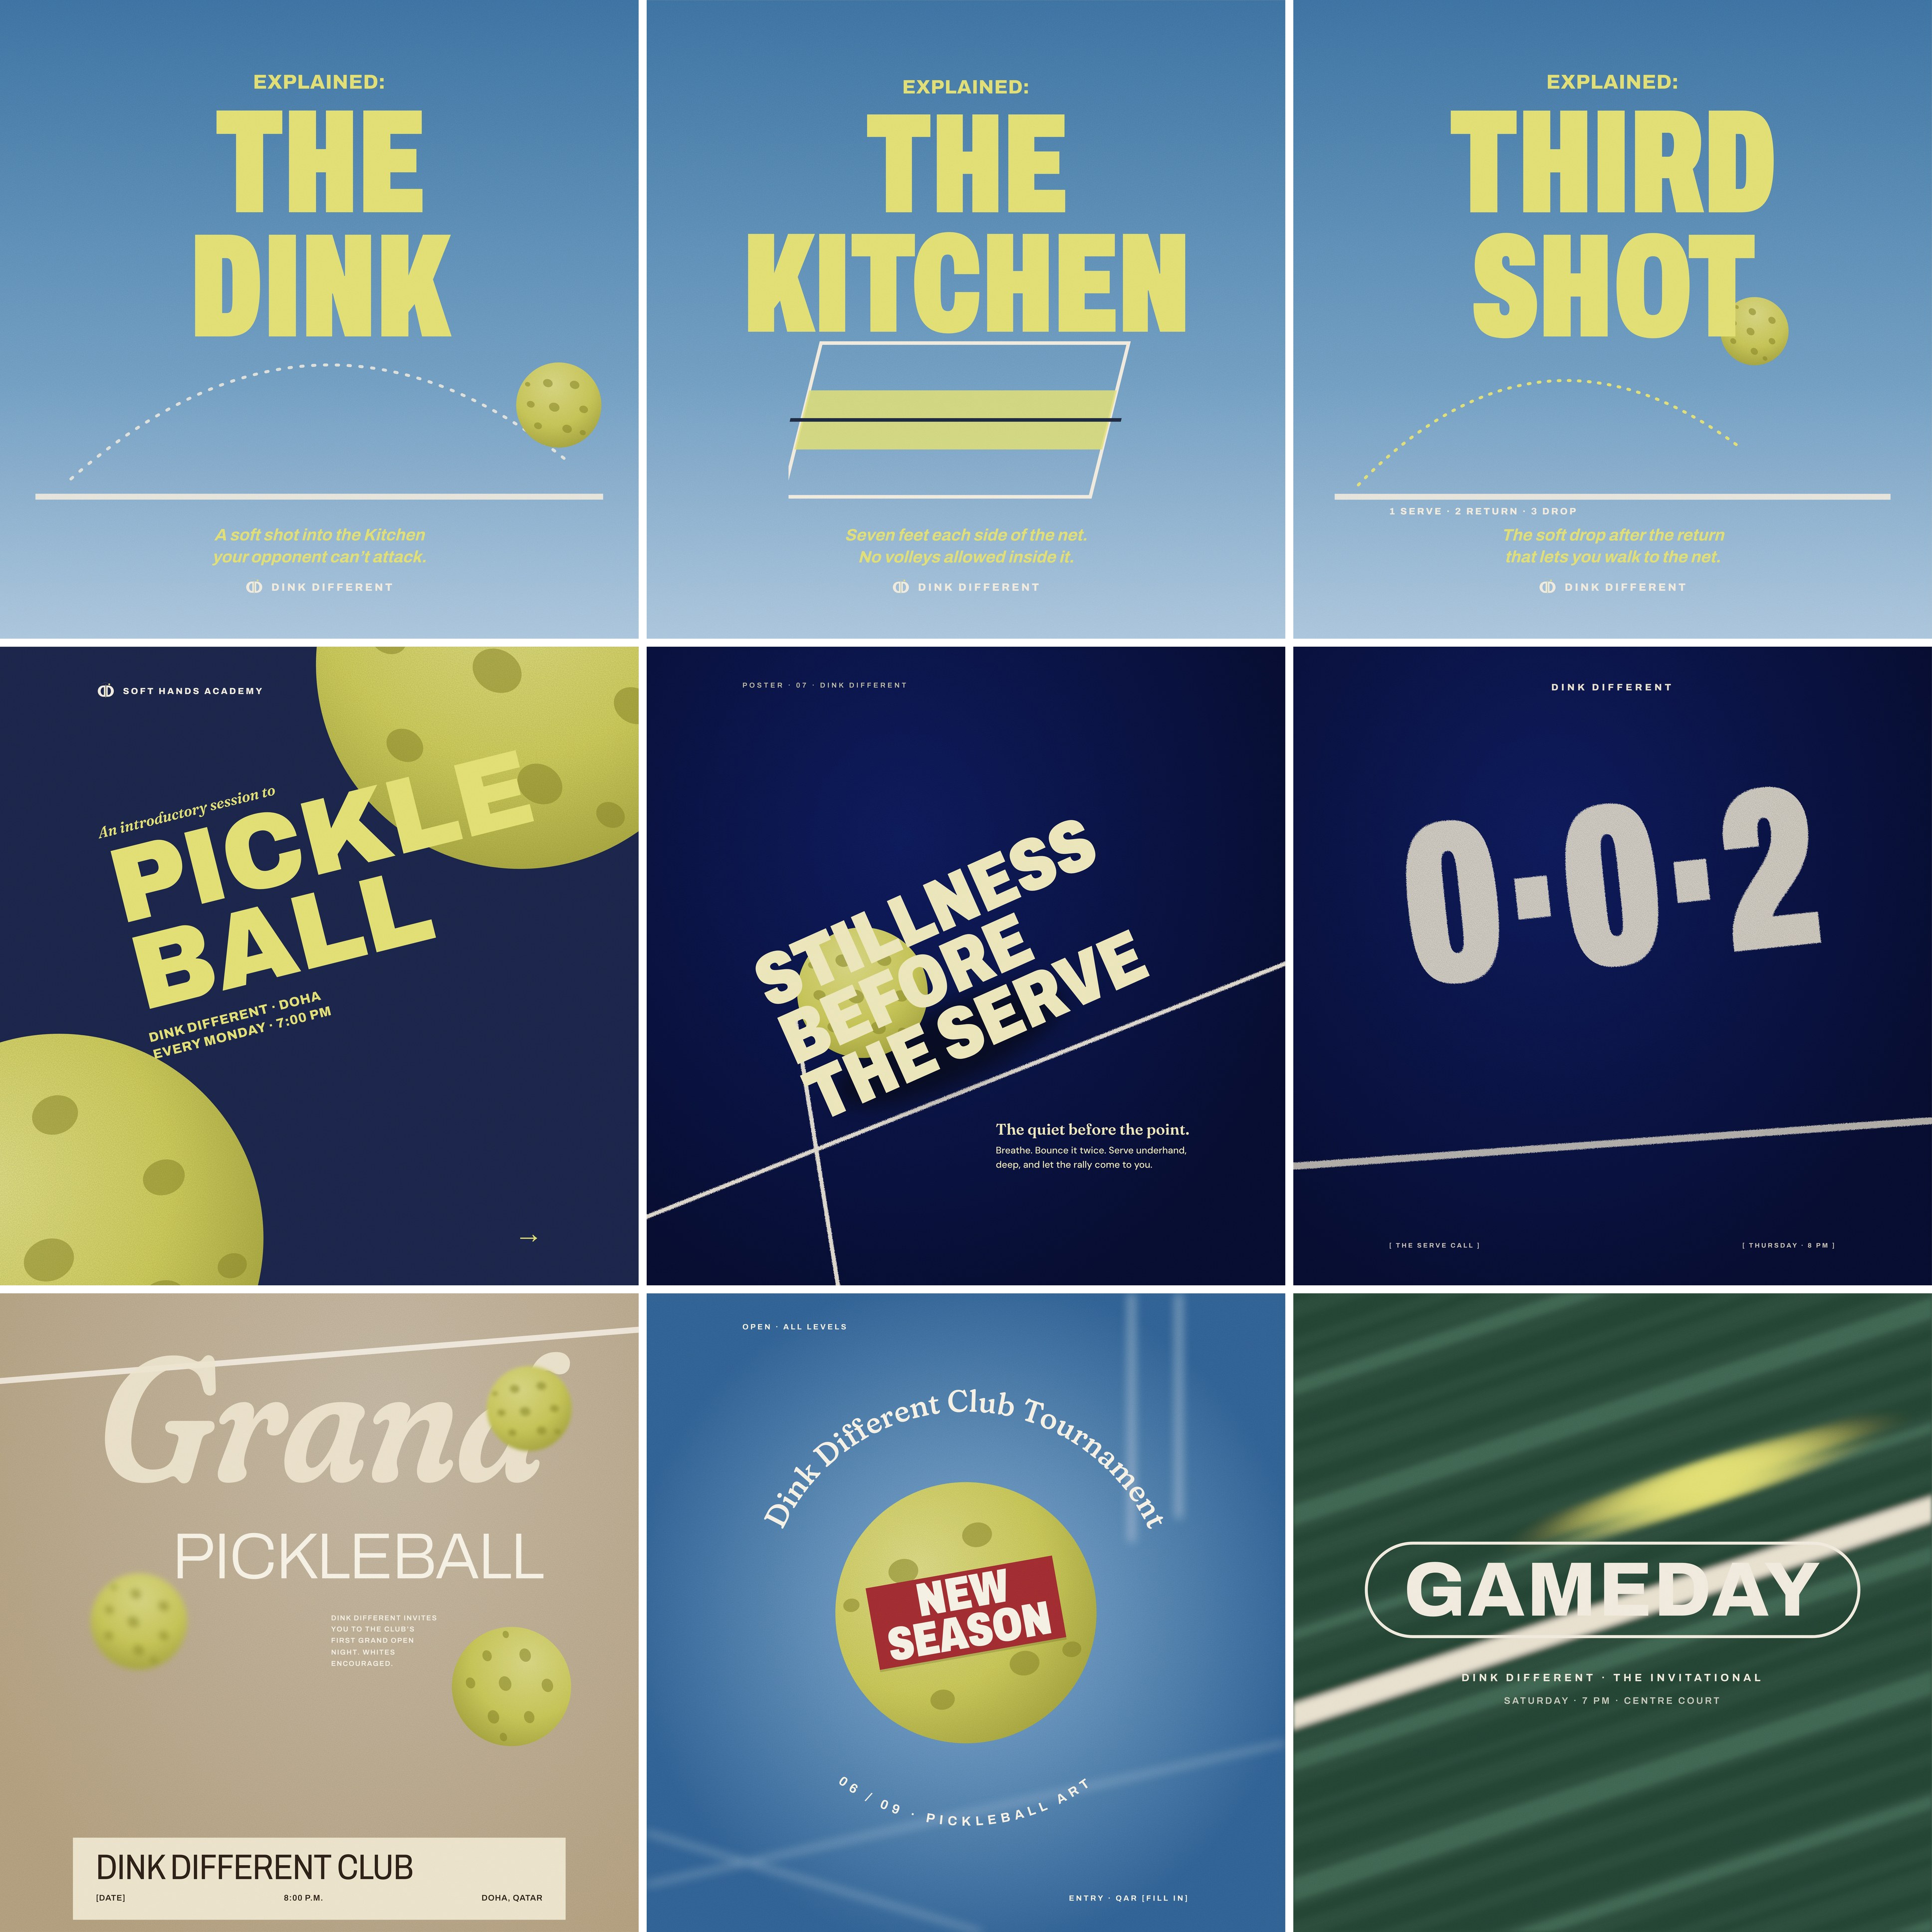 EXPLAINED:
THE
DINK
A soft shot into the Kitchen
your opponent can't attack.
DINK DIFFERENT
EXPLAINED:
THE
KITCHEN
Seven feet each side of the net.
No volleys allowed inside it.
DINK DIFFERENT
EXPLAINED:
THIRD
SHOT
1 SERVE · 2 RETURN · 3 DROP
The soft drop after the return
that lets you walk to the net.
DINK DIFFERENT
SOFT HANDS ACADEMY
An introductory session to
PICKLE
BALL
DINK DIFFERENT · DOHA
EVERY MONDAY · 7:00 PM
→
POSTER · 07 · DINK DIFFERENT
STILLNESS
BEFORE
THE SERVE
The quiet before the point.
Breathe. Bounce it twice. Serve underhand,
deep, and let the rally come to you.
DINK DIFFERENT
0·0·2
[ THE SERVE CALL ]
[ THURSDAY · 8 PM ]
Grand
PICKLEBALL
DINK DIFFERENT INVITES
YOU TO THE CLUB'S
FIRST GRAND OPEN
NIGHT. WHITES
ENCOURAGED.
DINK DIFFERENT CLUB
[DATE]
8:00 P.M.
DOHA, QATAR
OPEN · ALL LEVELS
Dink Different Club Tournament
NEW
SEASON
06 / 09 · PICKLEBALL ART
ENTRY · QAR [FILL IN]
GAMEDAY
DINK DIFFERENT · THE INVITATIONAL
SATURDAY · 7 PM · CENTRE COURT